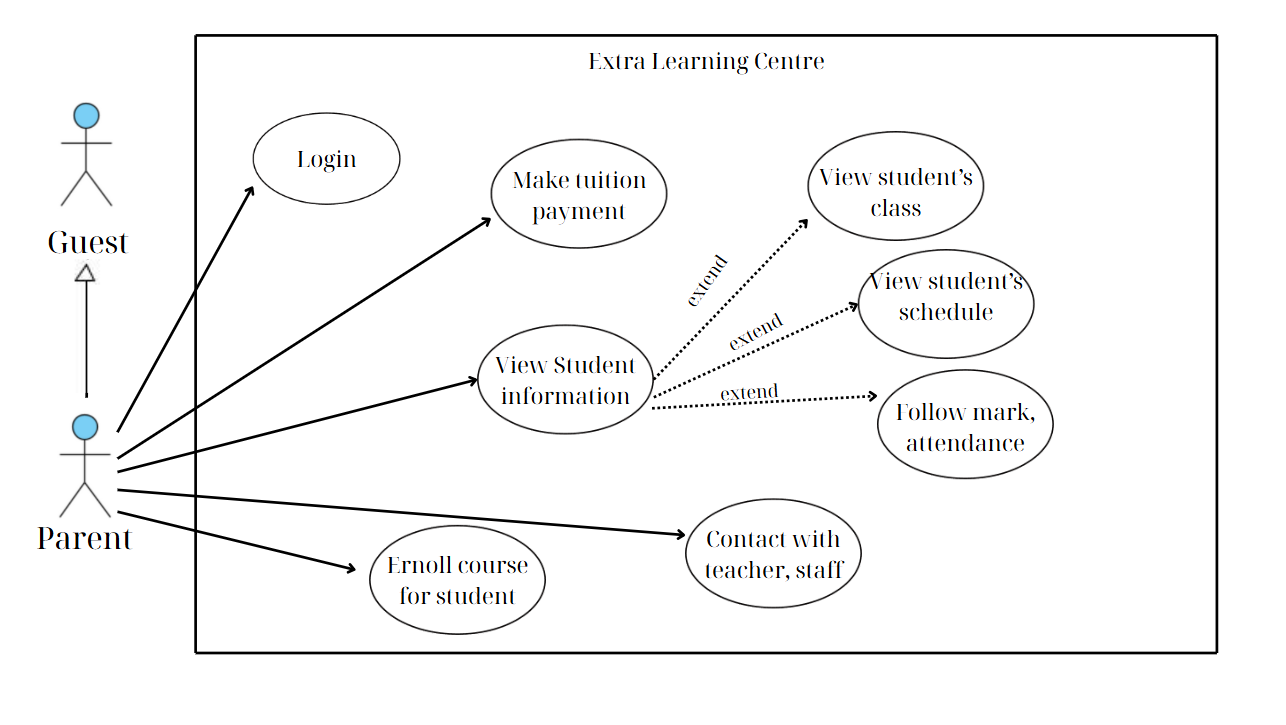 Extra Learning Centre
Guest
Login
Make tuition
payment
View student's
class
extend
View student's
schedule
extend
View Student
information
extend
Follow mark,
attendance
Parent
Contact with
teacher, staff
Ernoll course
for student